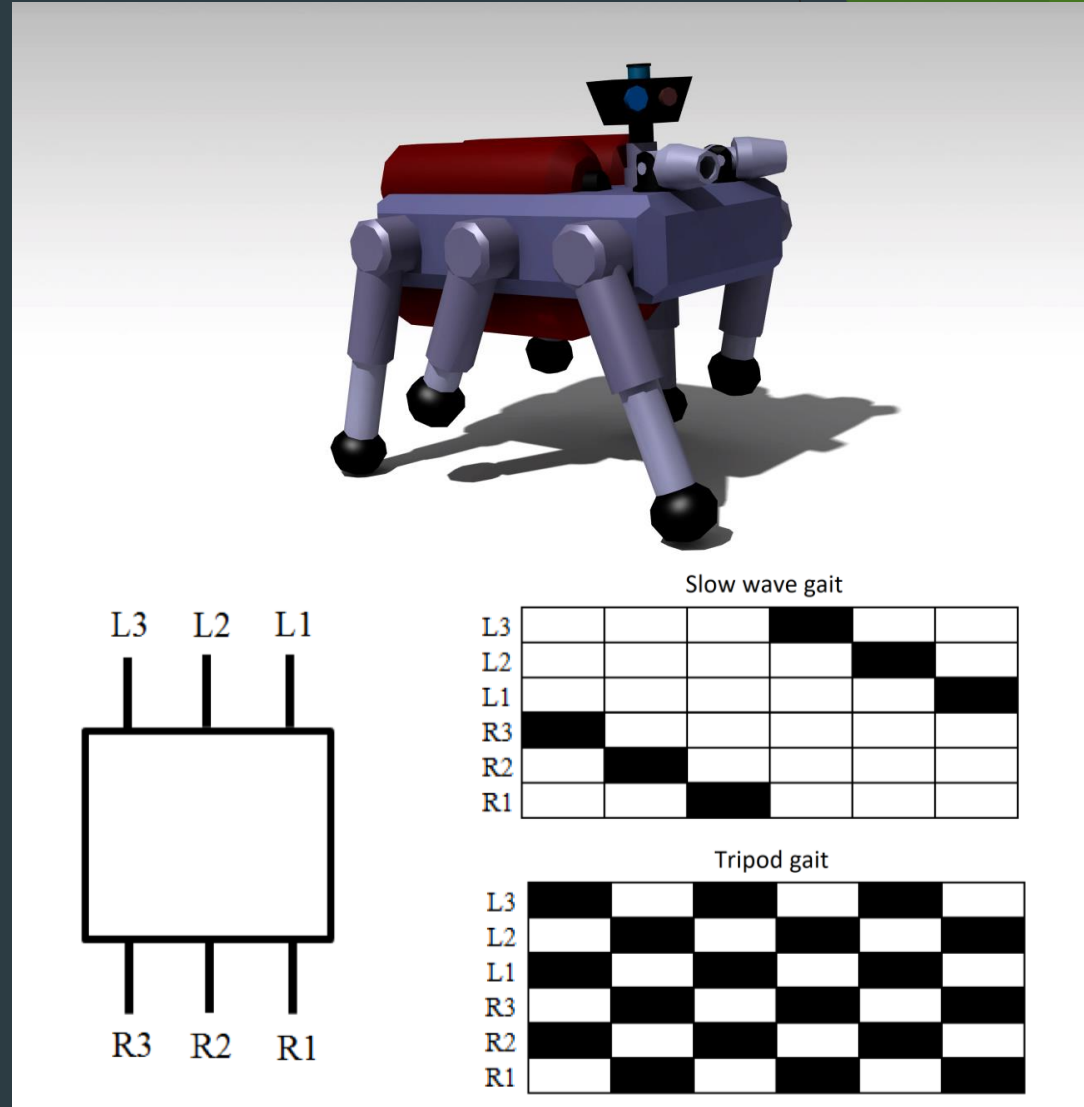 Slow wave gait
L3 L2 L1
L3
L2
L1
R3
R2
R1
Tripod gait
L3
L2
L1
R3
R2
R1
R3 R2 R1